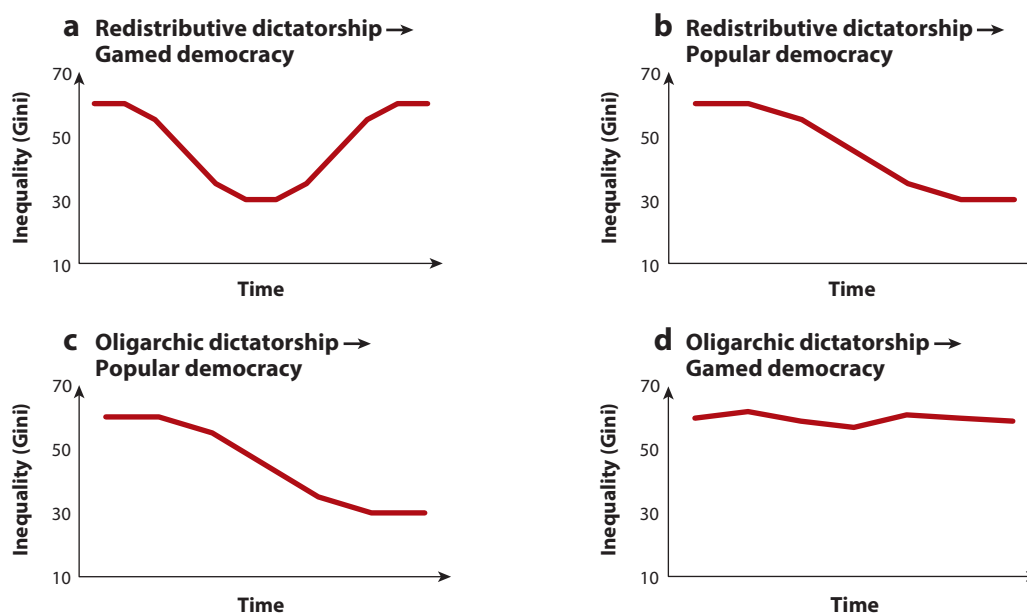 a Redistributive dictatorship →
Gamed democracy
70
50
30
10
Inequality (Gini)
Time
b Redistributive dictatorship →
Popular democracy
70
50
30
10
Inequality (Gini)
Time
c Oligarchic dictatorship →
Popular democracy
70
50
30
10
Inequality (Gini)
Time
d Oligarchic dictatorship →
Gamed democracy
70
50
30
10
Inequality (Gini)
Time